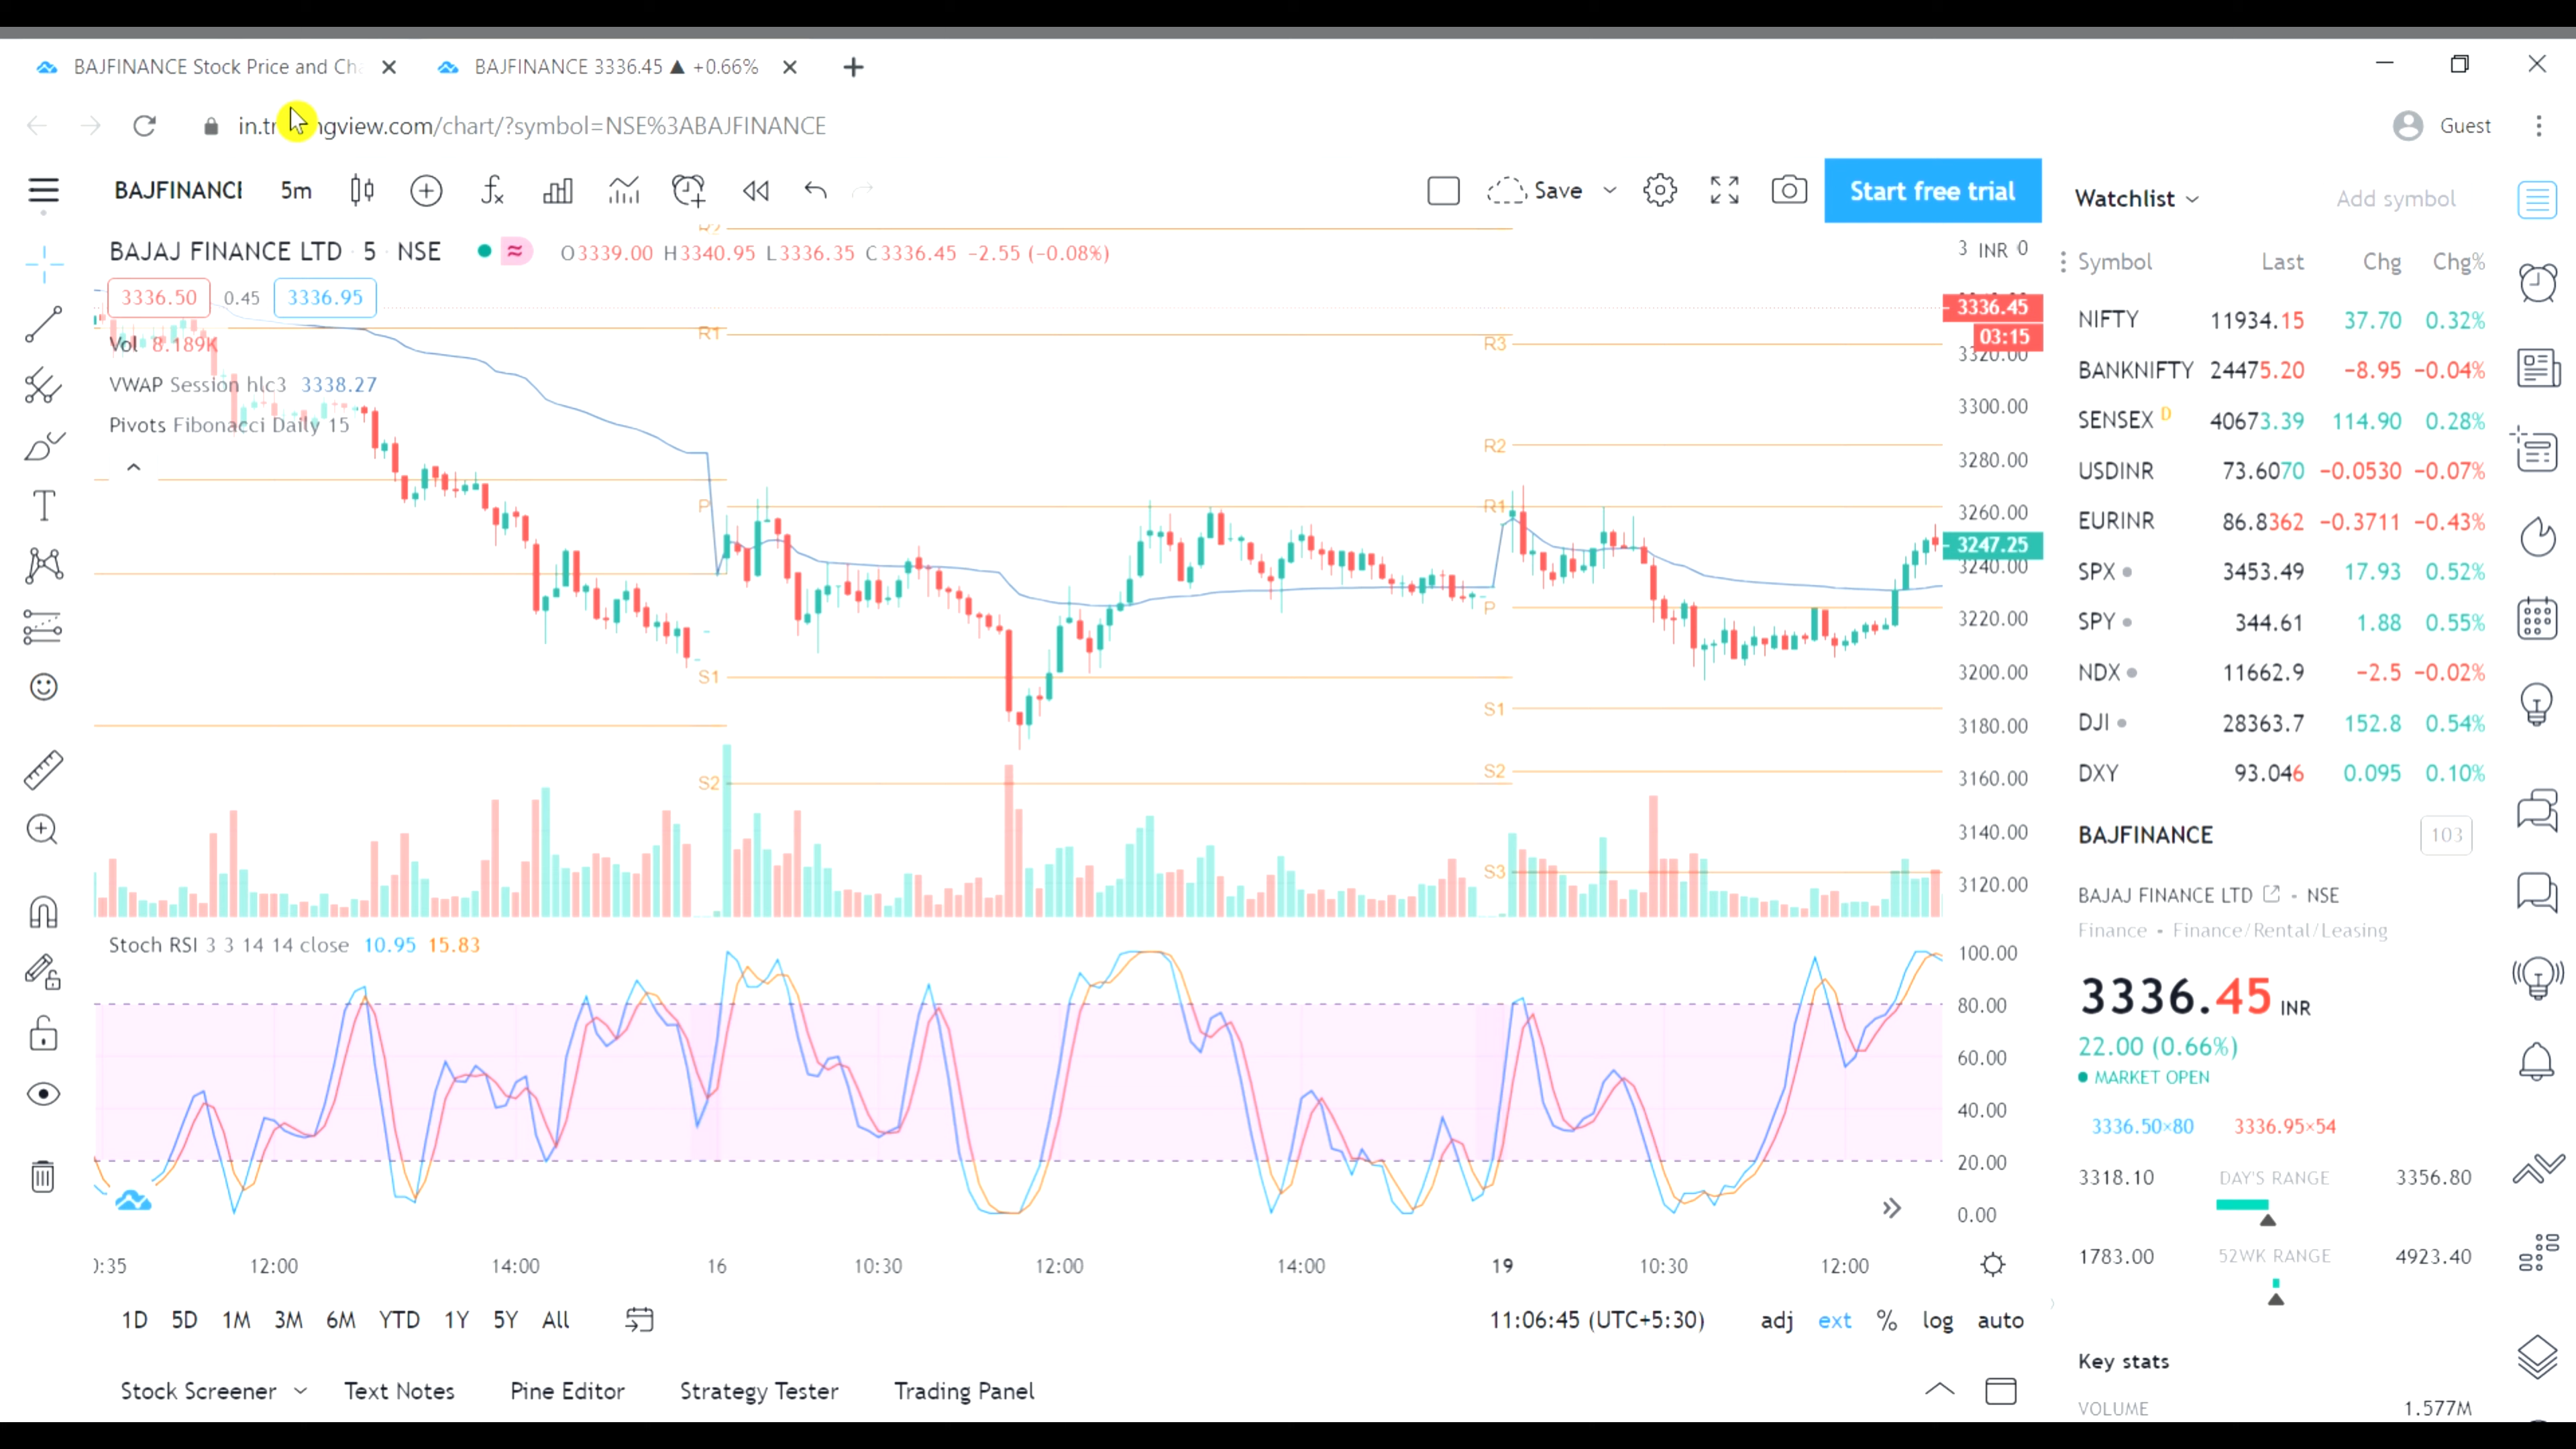 BAJFINANCE Stock Price and Cha
BAJFINANCE 3336.45 ▲ +0.66%
in.tr ngview.com/chart/?symbol=NSE%3ABAJFINANCE
Guest
BAJFINANCE 5m
Save
Start free trial
Watchlist
Add symbol
BAJAJ FINANCE LTD · 5 · NSE
O3339.00 H3340.95 L3336.35 C3336.45 −2.55 (−0.08%)
3336.50 0.45 3336.95
Vol 8.189K
VWAP Session hlc3 3338.27
Pivots Fibonacci Daily 15
R1
P
S1
S2
R3
R2
R1
P
S1
S2
S3
INR
3336.45
03:15
3320.00
3300.00
3280.00
3260.00
3247.25
3240.00
3220.00
3200.00
3180.00
3160.00
3140.00
3120.00
Stoch RSI 3 3 14 14 close 10.95 15.83
100.00
80.00
60.00
40.00
20.00
0.00
):35 12:00 14:00 16 10:30 12:00 14:00 19 10:30 12:00
1D 5D 1M 3M 6M YTD 1Y 5Y All
11:06:45 (UTC+5:30) adj ext % log auto
Stock Screener Text Notes Pine Editor Strategy Tester Trading Panel
Symbol Last Chg Chg%
NIFTY 11934.15 37.70 0.32%
BANKNIFTY 24475.20 −8.95 −0.04%
SENSEX D 40673.39 114.90 0.28%
USDINR 73.6070 −0.0530 −0.07%
EURINR 86.8362 −0.3711 −0.43%
SPX 3453.49 17.93 0.52%
SPY 344.61 1.88 0.55%
NDX 11662.9 −2.5 −0.02%
DJI 28363.7 152.8 0.54%
DXY 93.046 0.095 0.10%
BAJFINANCE 103
BAJAJ FINANCE LTD - NSE
Finance • Finance/Rental/Leasing
3336.45 INR
22.00 (0.66%)
MARKET OPEN
3336.50×80 3336.95×54
3318.10 DAY'S RANGE 3356.80
1783.00 52WK RANGE 4923.40
Key stats
VOLUME 1.577M